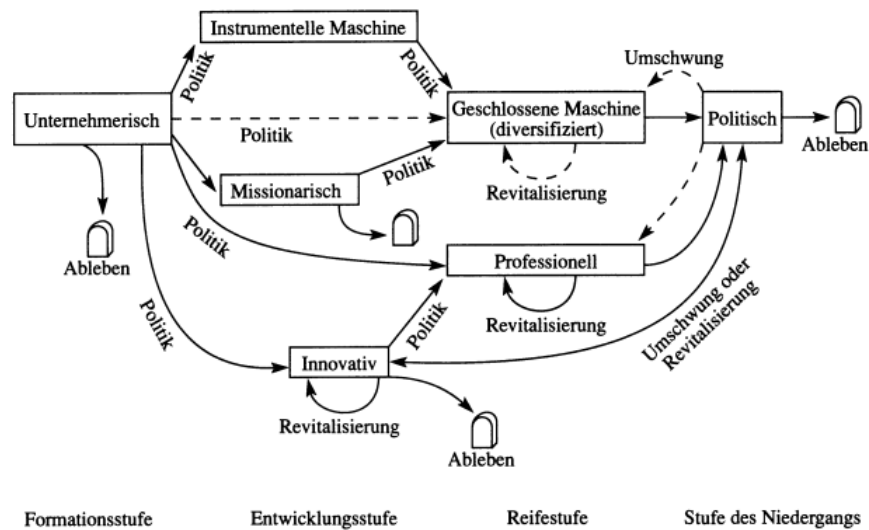 Instrumentelle Maschine
Politik
Politik
Umschwung
Unternehmerisch
Geschlossene Maschine
(diversifiziert)
Politisch
Politik
Ableben
Missionarisch
Politik
Revitalisierung
Ableben
Politik
Professionell
Revitalisierung
Umschwung oder
Revitalisierung
Politik
Politik
Innovativ
Revitalisierung
Ableben
Formationsstufe
Entwicklungsstufe
Reifestufe
Stufe des Niedergangs